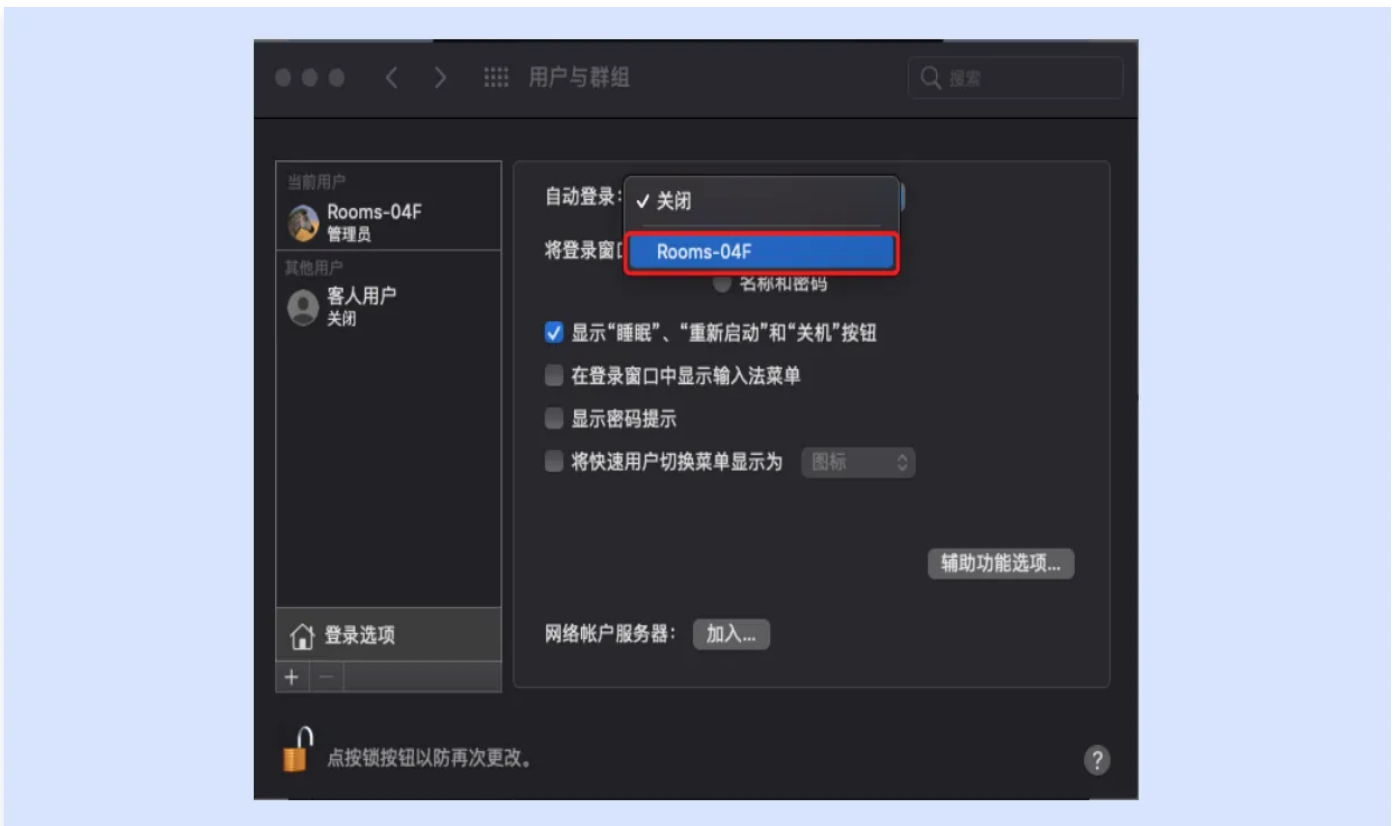 用户与群组
搜索
当前用户
Rooms-04F
管理员
其他用户
客人用户
关闭
登录选项
自动登录:
✓ 关闭
Rooms-04F
将登录窗口
名称和密码
显示“睡眠”、“重新启动”和“关机”按钮
在登录窗口中显示输入法菜单
显示密码提示
将快速用户切换菜单显示为 图标
辅助功能选项...
网络帐户服务器: 加入...
点按锁按钮以防再次更改。
?